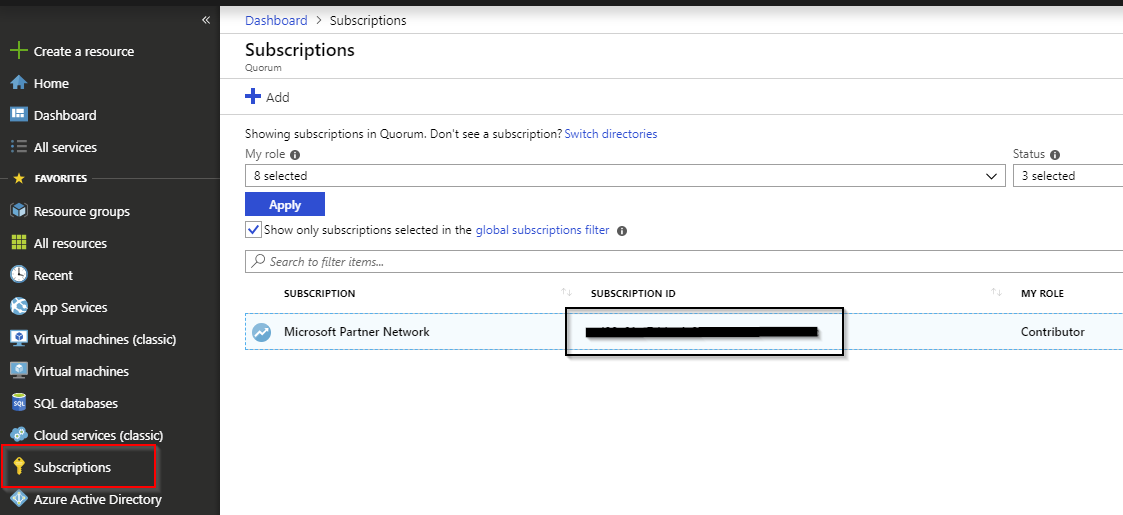 «
Dashboard > Subscriptions
Create a resource
Home
Dashboard
All services
FAVORITES
Resource groups
All resources
Recent
App Services
Virtual machines (classic)
Virtual machines
SQL databases
Cloud services (classic)
Subscriptions
Azure Active Directory
Subscriptions
Quorum
Add
Showing subscriptions in Quorum. Don't see a subscription? Switch directories
My role Status
8 selected 3 selected
Apply
Show only subscriptions selected in the global subscriptions filter
Search to filter items...
SUBSCRIPTION SUBSCRIPTION ID MY ROLE
Microsoft Partner Network Contributor